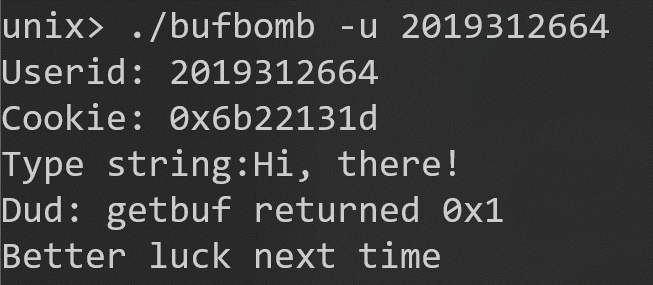 unix> ./bufbomb -u 2019312664
Userid: 2019312664
Cookie: 0x6b22131d
Type string:Hi, there!
Dud: getbuf returned 0x1
Better luck next time